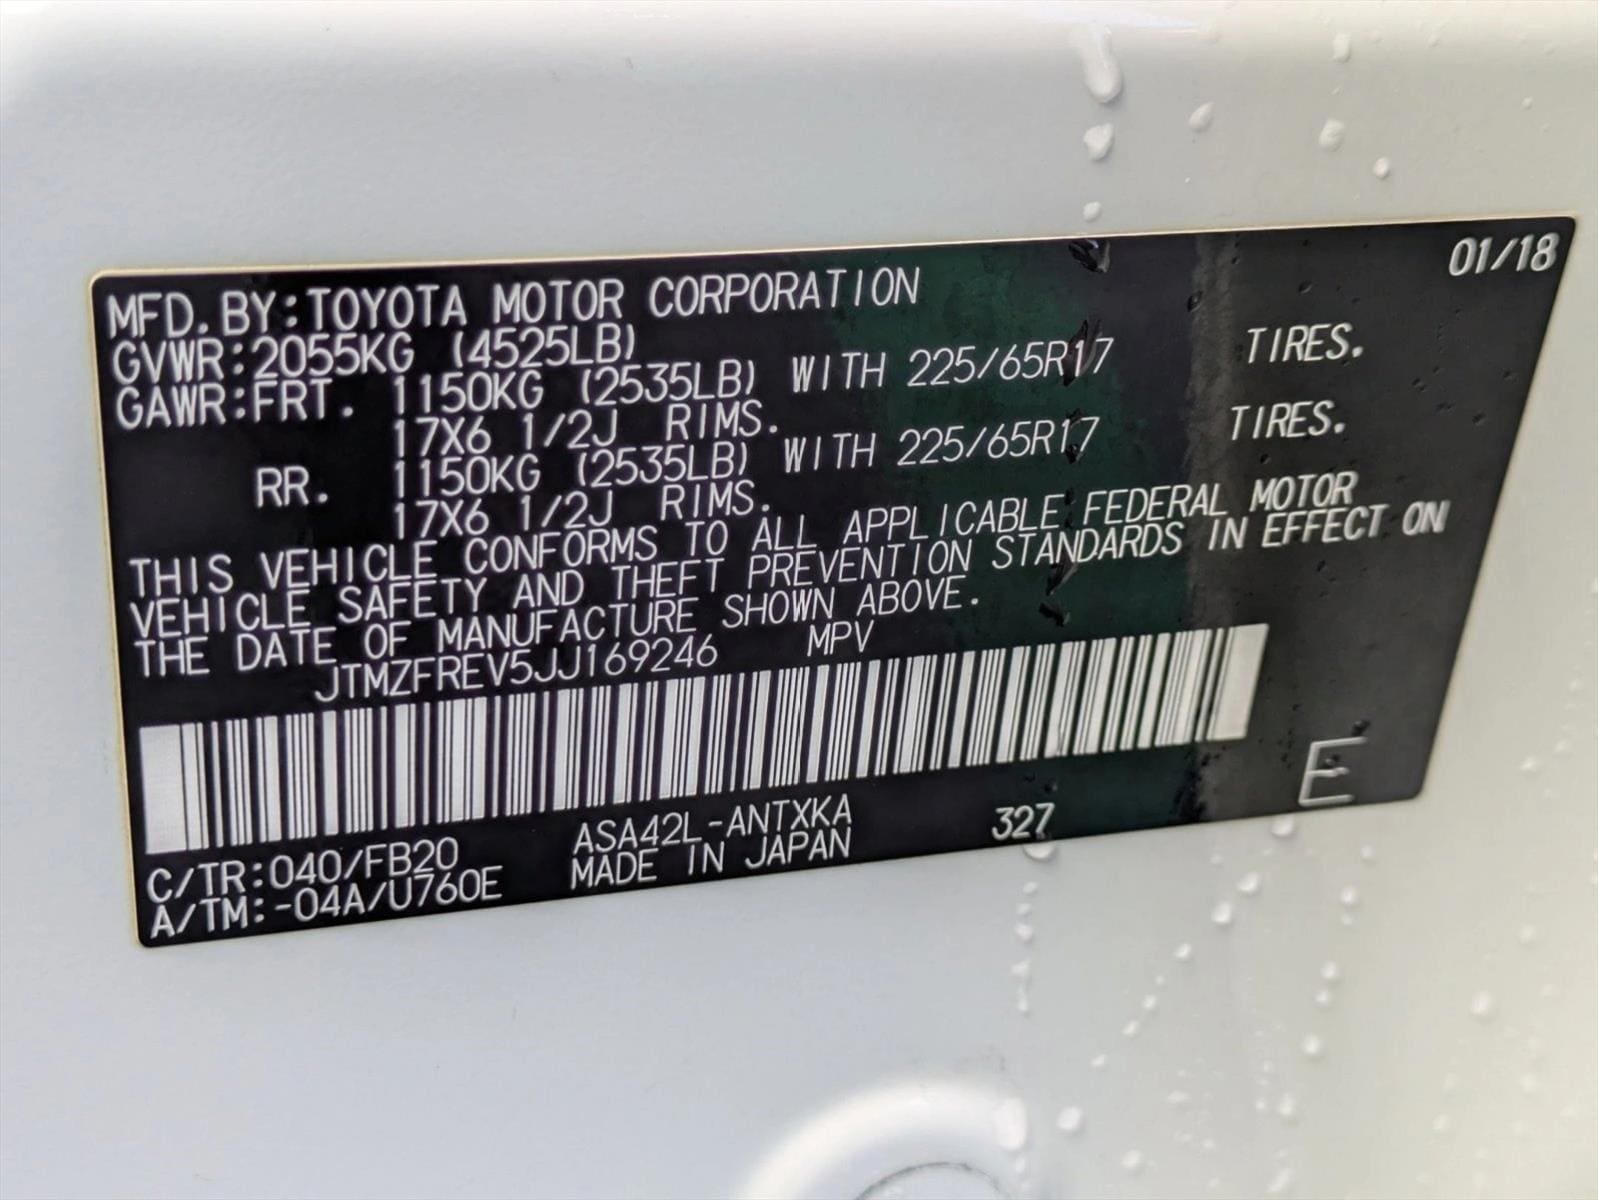 01/18
MFD. BY: TOYOTA MOTOR CORPORATION
GVWR: 2055KG (4525LB)
GAWR: FRT. 1150KG (2535LB) WITH 225/65R17 TIRES.
17X6 1/2J RIMS.
RR. 1150KG (2535LB) WITH 225/65R17 TIRES.
17X6 1/2J RIMS.
THIS VEHICLE CONFORMS TO ALL APPLICABLE FEDERAL MOTOR
VEHICLE SAFETY AND THEFT PREVENTION STANDARDS IN EFFECT ON
THE DATE OF MANUFACTURE SHOWN ABOVE.
JTMZFREV5JJ169246 MPV
E
C/TR: 040/FB20 ASA42L-ANTXKA 327
A/TM: -04A/U760E MADE IN JAPAN